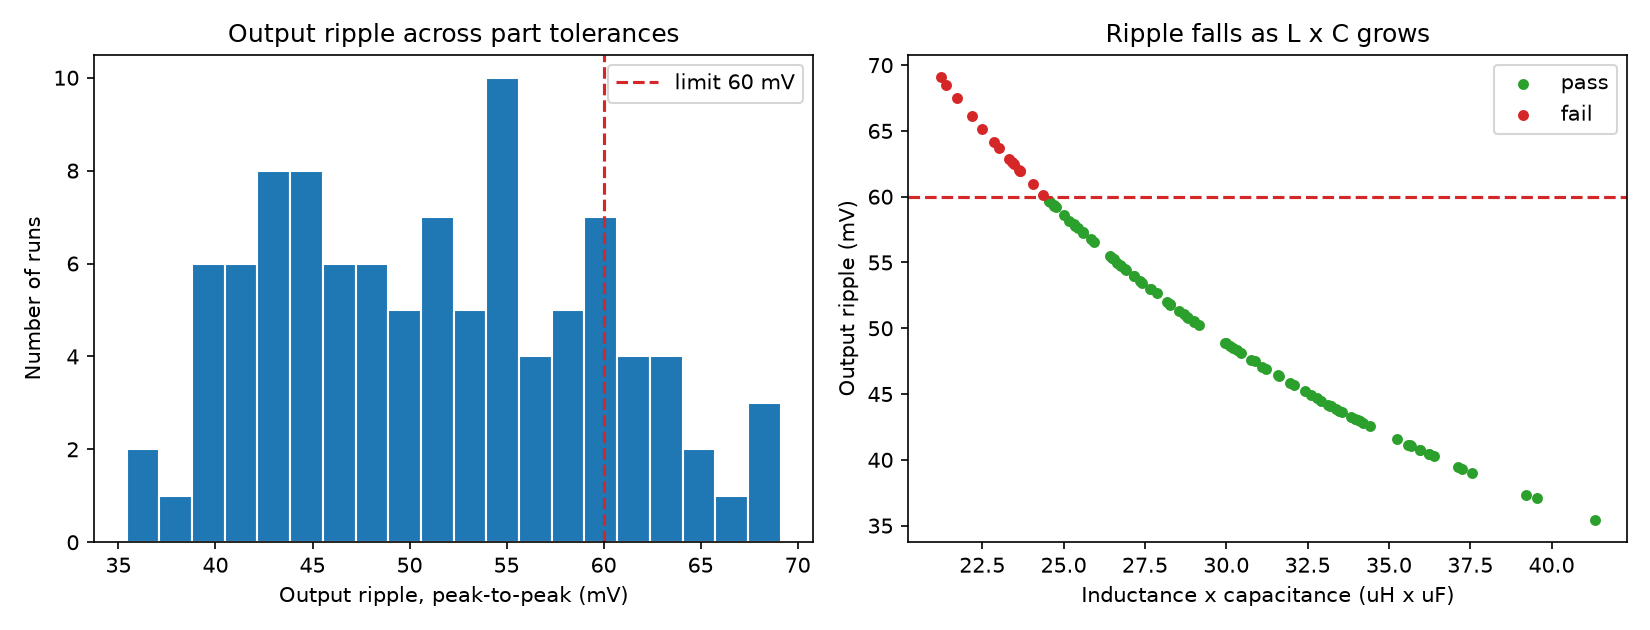 Output ripple across part tolerances
10
8
6
4
2
0
Number of runs
limit 60 mV
35 40 45 50 55 60 65 70
Output ripple, peak-to-peak (mV)
Ripple falls as L x C grows
70
65
60
55
50
45
40
35
Output ripple (mV)
pass
fail
22.5 25.0 27.5 30.0 32.5 35.0 37.5 40.0
Inductance x capacitance (uH x uF)